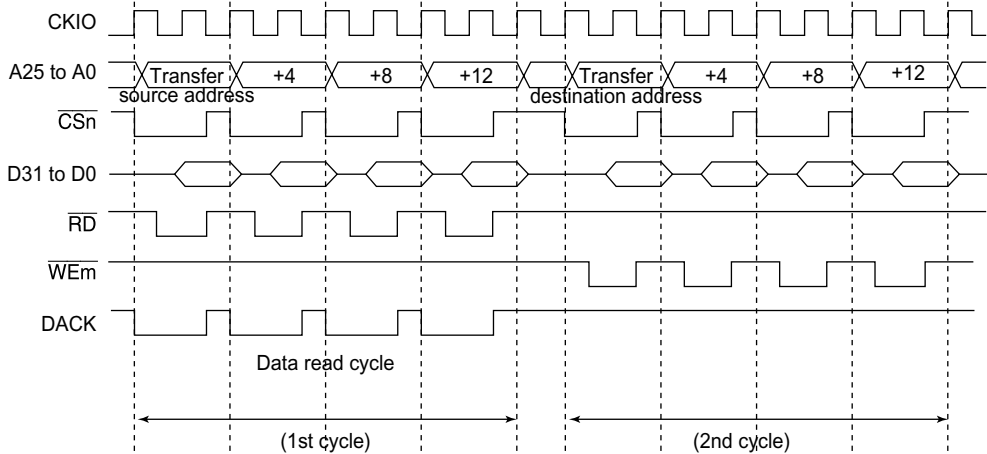 CKIO
A25 to A0 Transfer +4 +8 +12 Transfer +4 +8 +12
source address destination address
CSn
D31 to D0
RD
WEm
DACK
Data read cycle
(1st cycle) (2nd cycle)